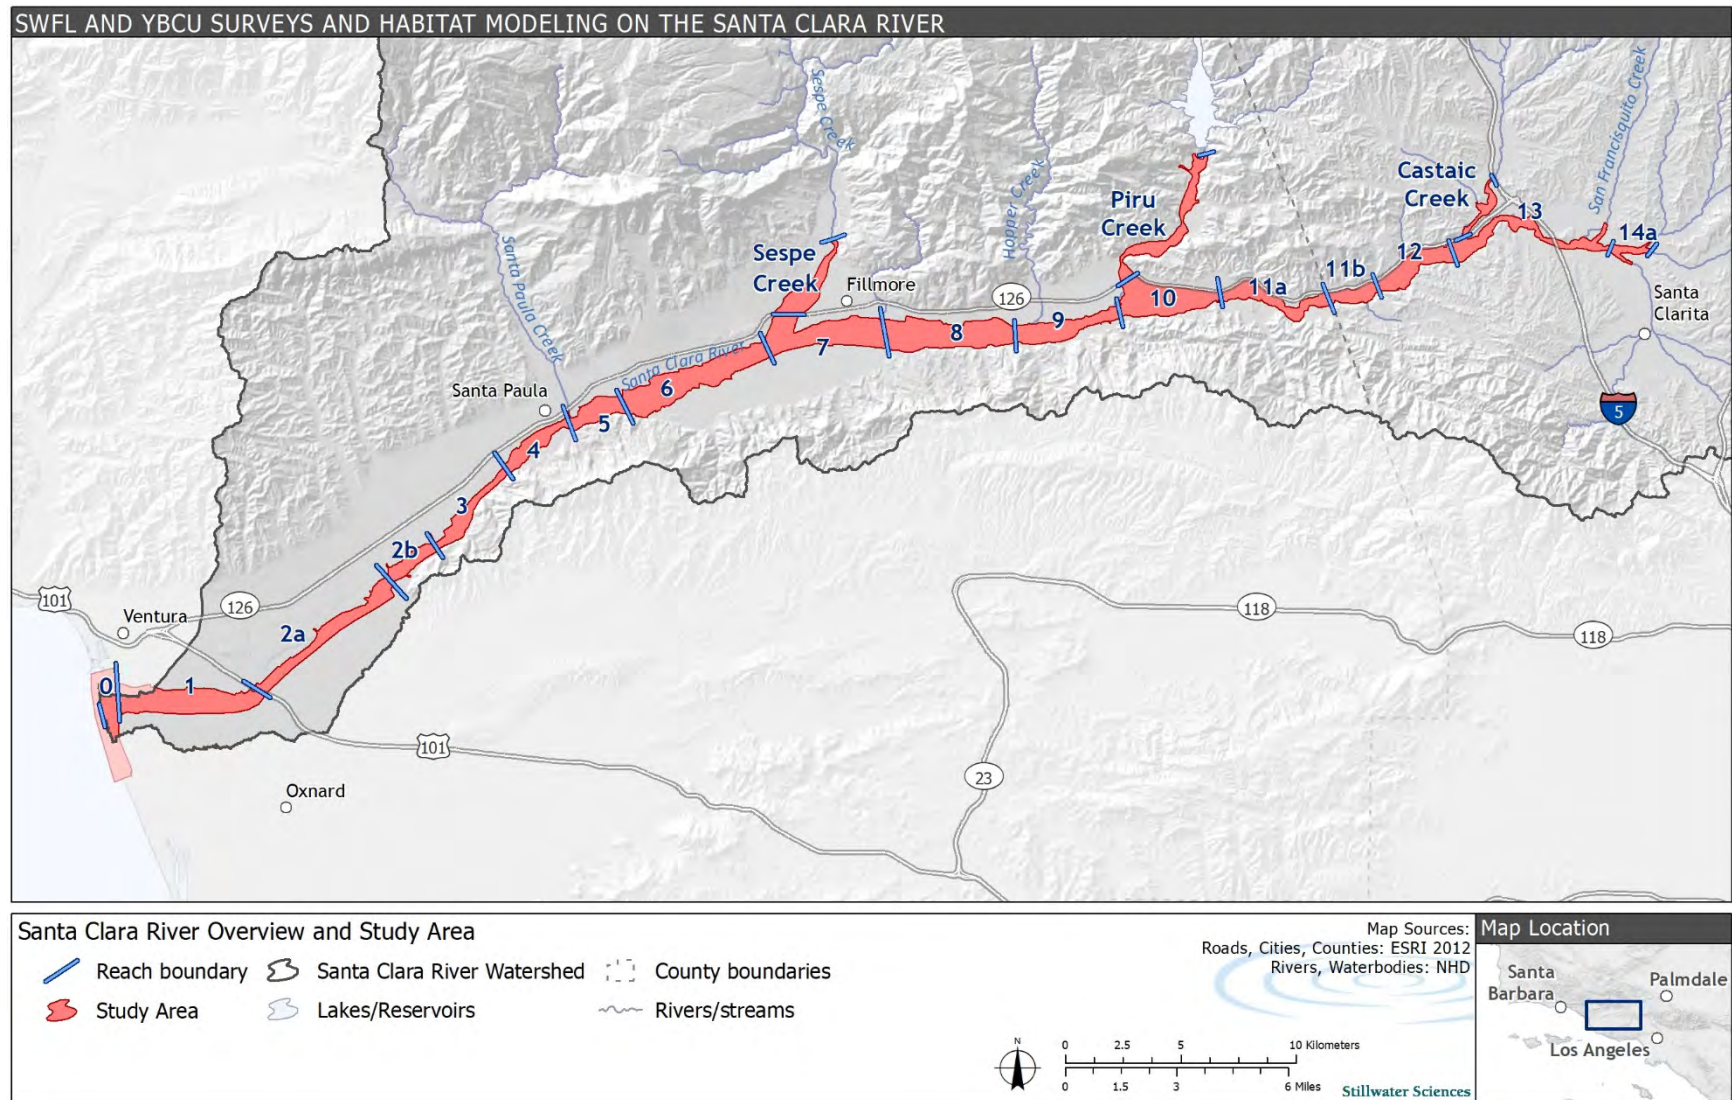 SWFL AND YBCU SURVEYS AND HABITAT MODELING ON THE SANTA CLARA RIVER
Sespe Creek
San Francisquito Creek
Hopper Creek
Castaic
Creek
Piru
Creek
13
14a
Santa Paula Creek
Sespe
Creek
Fillmore
126
10
11a
11b
12
Santa
Clarita
7
8
9
Santa Clara River
6
Santa Paula
5
4
5
3
2b
101
Ventura
126
2a
118
118
0
1
101
23
Oxnard
Santa Clara River Overview and Study Area
Reach boundary
Santa Clara River Watershed
County boundaries
Study Area
Lakes/Reservoirs
Rivers/streams
Map Sources:
Roads, Cities, Counties: ESRI 2012
Rivers, Waterbodies: NHD
N
0 2.5 5 10 Kilometers
0 1.5 3 6 Miles
Stillwater Sciences
Map Location
Santa
Barbara
Palmdale
Los Angeles